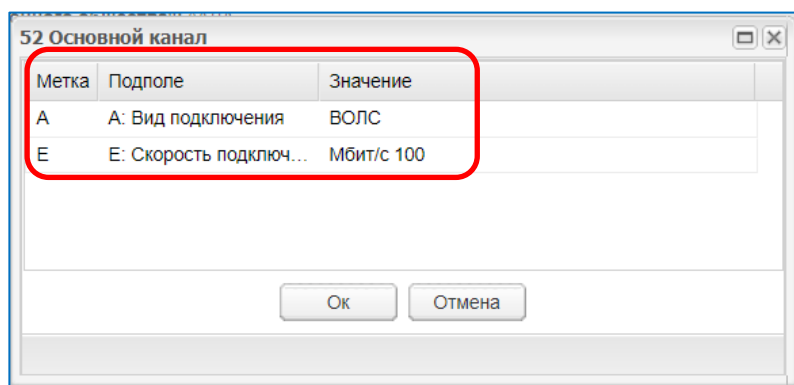 52 Основной канал
Метка Подполе Значение
A A: Вид подключения ВОЛС
E E: Скорость подключ... Мбит/с 100
Ок Отмена